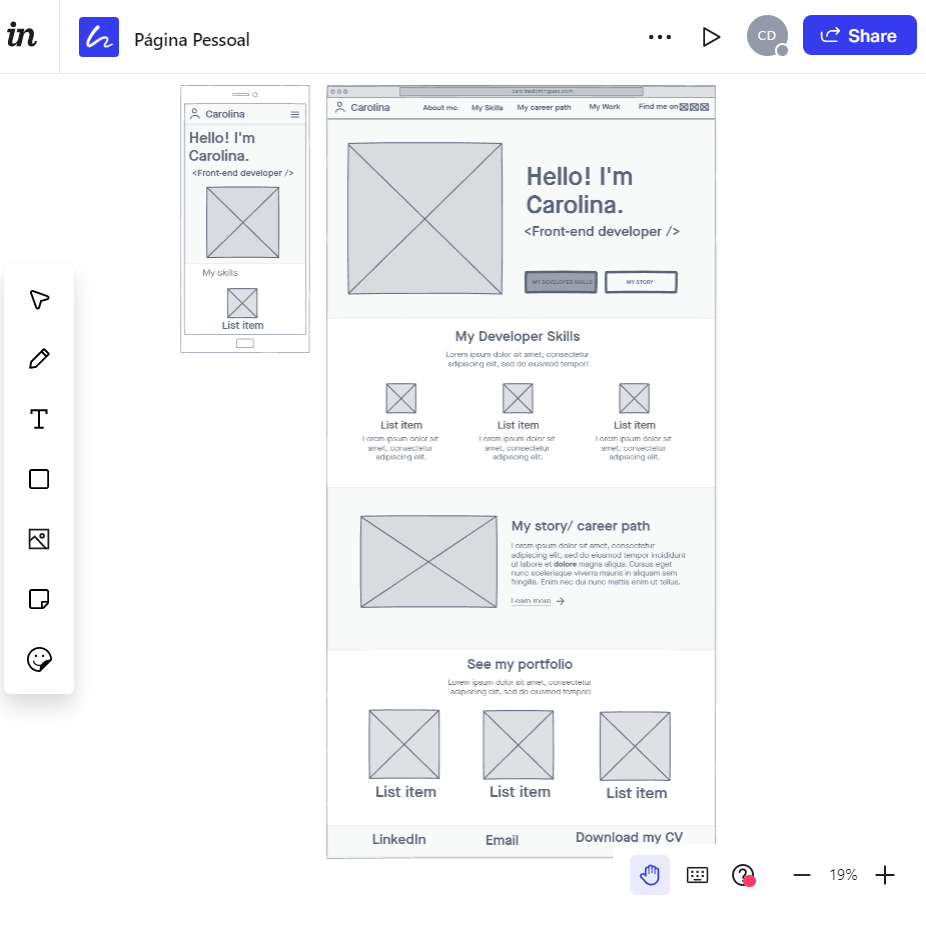 in
Página Pessoal
CD
Share
Carolina
Hello! I'm
Carolina.
<Front-end developer />
My skills
List item
carolinadomingues.com
Carolina
About me
My Skills
My career path
My Work
Find me on
Hello! I'm
Carolina.
<Front-end developer />
MY DEVELOPER SKILLS
MY STORY
My Developer Skills
Lorem ipsum dolor sit amet, consectetur
adipiscing elit, sed do eiusmod tempor!
List item
Lorem ipsum dolor sit
amet, consectetur
adipiscing elit.
List item
Lorem ipsum dolor sit
amet, consectetur
adipiscing elit.
List item
Lorem ipsum dolor sit
amet, consectetur
adipiscing elit.
My story/ career path
Lorem ipsum dolor sit amet, consectetur
adipiscing elit, sed do eiusmod tempor incididunt
ut labore et dolore magna aliqua. Cursus eget
nunc scelerisque viverra mauris in aliquam sem
fringilla. Enim nec dui nunc mattis enim ut tellus.
Learn more
See my portfolio
Lorem ipsum dolor sit amet, consectetur
adipiscing elit, sed do eiusmod tempor!
List item
List item
List item
LinkedIn
Email
Download my CV
19%